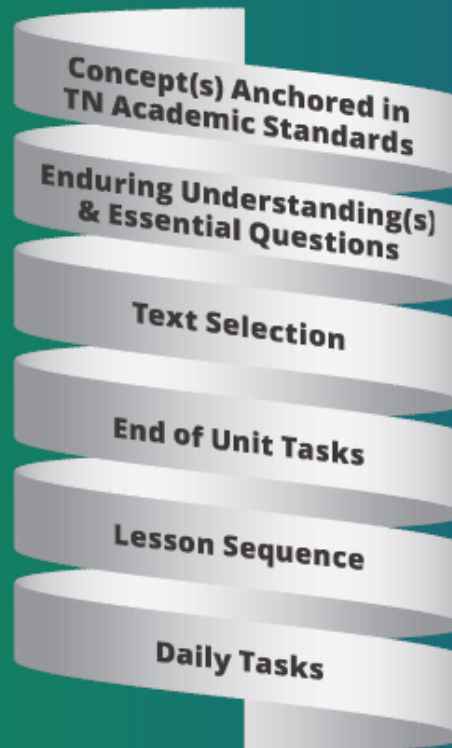 Concept(s) Anchored in
TN Academic Standards
Enduring Understanding(s)
& Essential Questions
Text Selection
End of Unit Tasks
Lesson Sequence
Daily Tasks